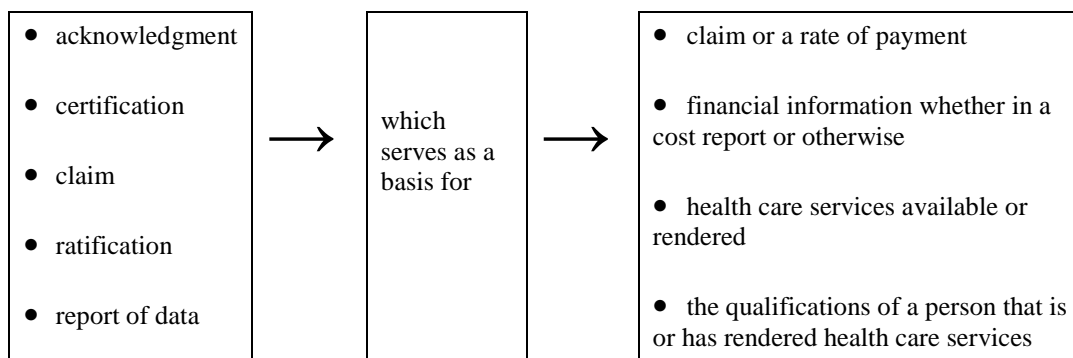 • acknowledgment
• certification
• claim
• ratification
• report of data
which
serves as a
basis for
• claim or a rate of payment
• financial information whether in a
cost report or otherwise
• health care services available or
rendered
• the qualifications of a person that is
or has rendered health care services